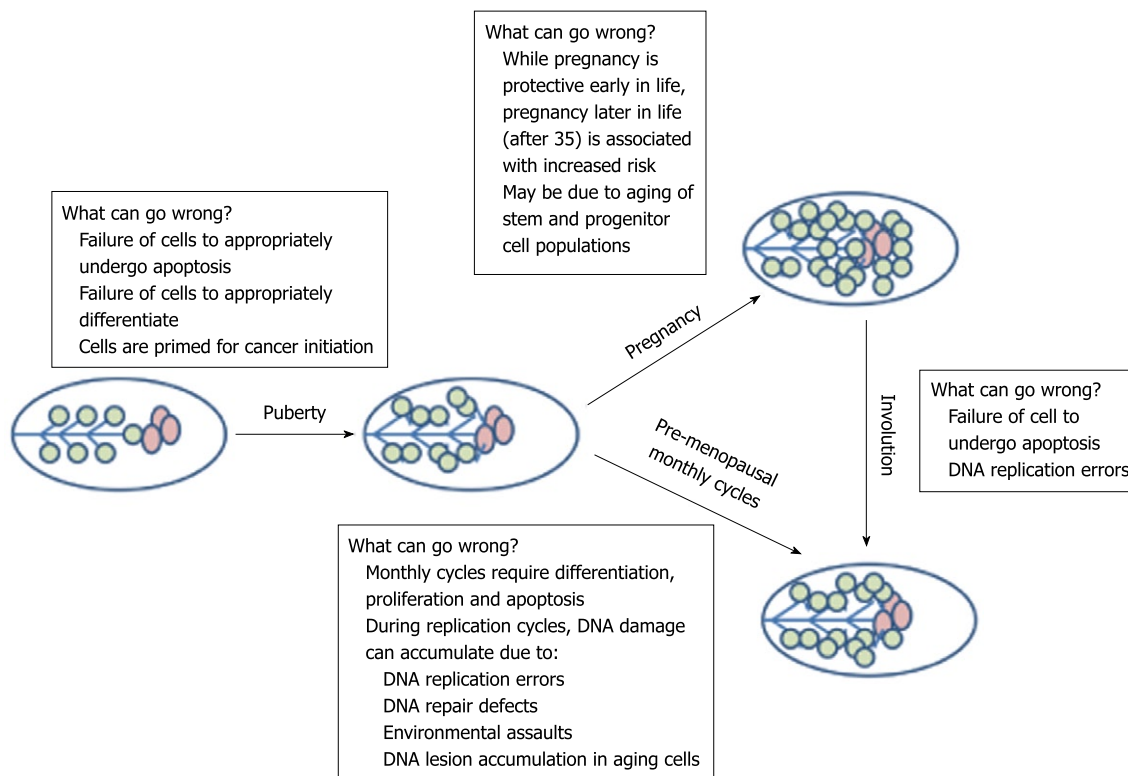 What can go wrong?
While pregnancy is
protective early in life,
pregnancy later in life
(after 35) is associated
with increased risk
May be due to aging of
stem and progenitor
cell populations
What can go wrong?
Failure of cells to appropriately
undergo apoptosis
Failure of cells to appropriately
differentiate
Cells are primed for cancer initiation
Puberty
Pregnancy
Pre-menopausal
monthly cycles
Involution
What can go wrong?
Failure of cell to
undergo apoptosis
DNA replication errors
What can go wrong?
Monthly cycles require differentiation,
proliferation and apoptosis
During replication cycles, DNA damage
can accumulate due to:
DNA replication errors
DNA repair defects
Environmental assaults
DNA lesion accumulation in aging cells